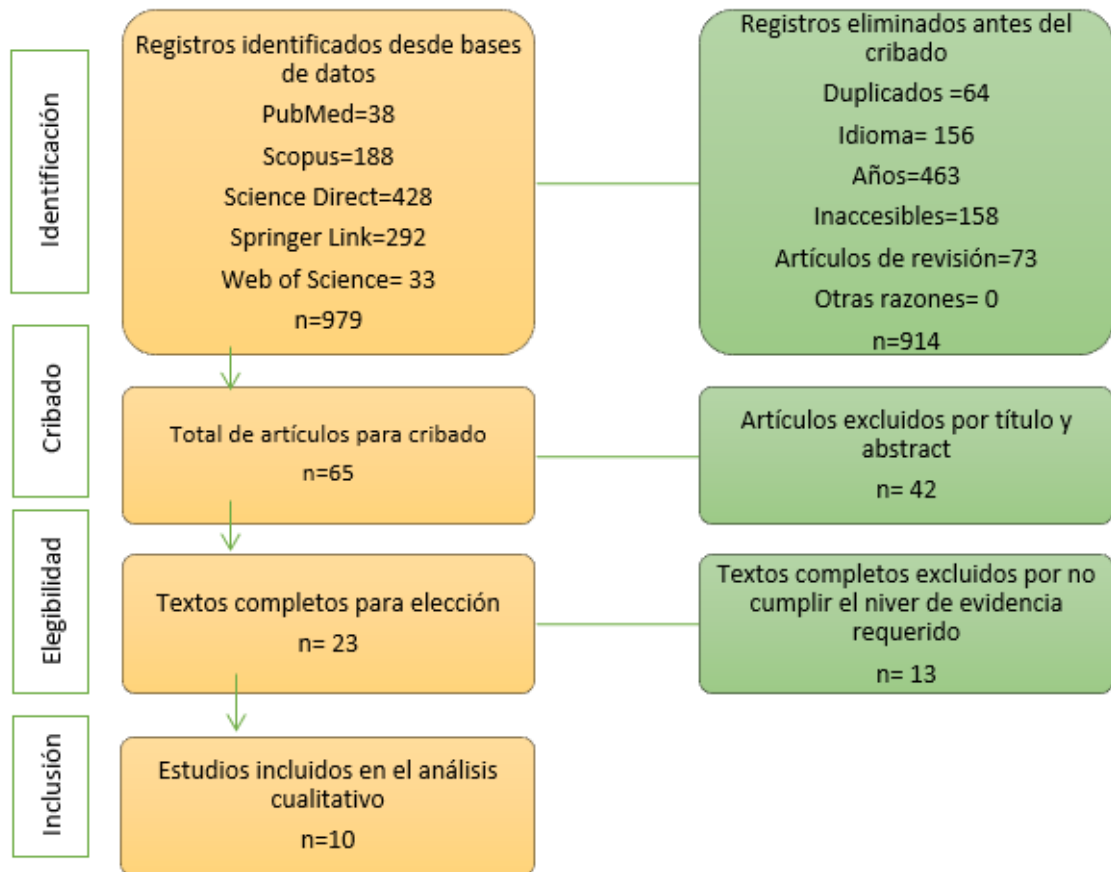 Identificación
Registros identificados desde bases
de datos
PubMed=38
Scopus=188
Science Direct=428
Springer Link=292
Web of Science= 33
n=979
Registros eliminados antes del
cribado
Duplicados =64
Idioma= 156
Años=463
Inaccesibles=158
Artículos de revisión=73
Otras razones= 0
n=914
Cribado
Total de artículos para cribado
n=65
Artículos excluidos por título y
abstract
n= 42
Elegibilidad
Textos completos para elección
n= 23
Textos completos excluidos por no
cumplir el niver de evidencia
requerido
n= 13
Inclusión
Estudios incluidos en el análisis
cualitativo
n=10